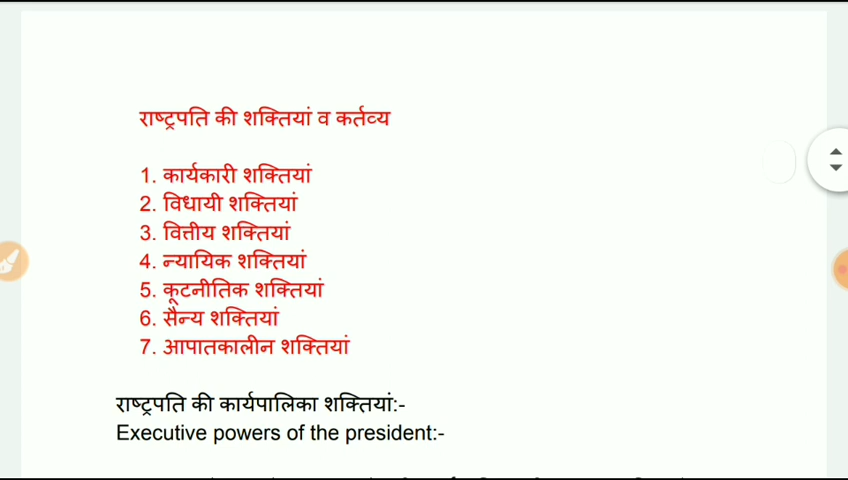 राष्ट्रपति की शक्तियां व कर्तव्य
1. कार्यकारी शक्तियां
2. विधायी शक्तियां
3. वित्तीय शक्तियां
4. न्यायिक शक्तियां
5. कूटनीतिक शक्तियां
6. सैन्य शक्तियां
7. आपातकालीन शक्तियां
राष्ट्रपति की कार्यपालिका शक्तियां:-
Executive powers of the president:-